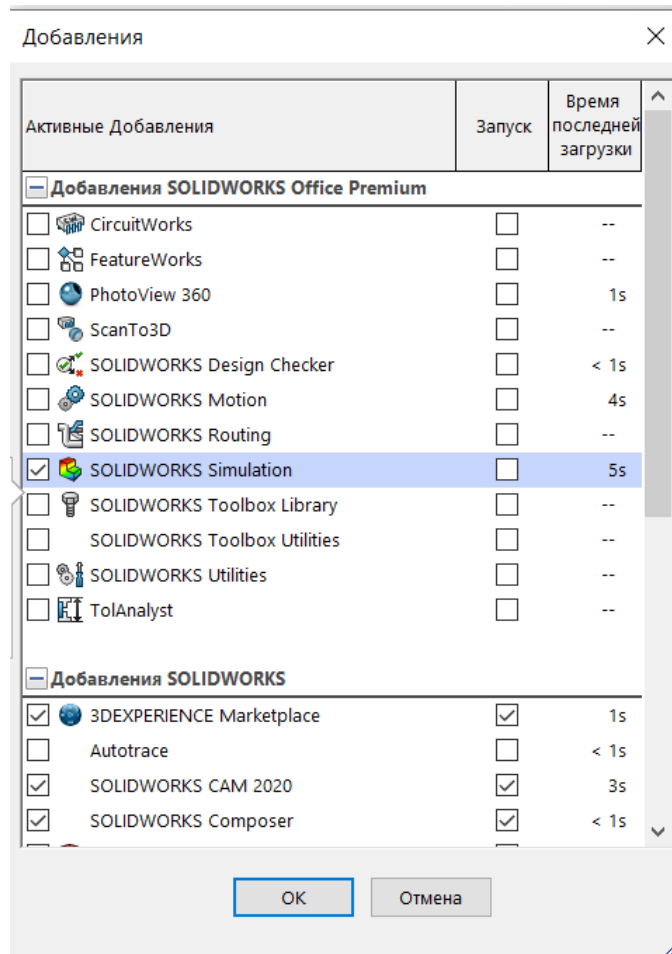 Добавления
Активные Добавления
Запуск
Время
последней
загрузки
Добавления SOLIDWORKS Office Premium
CircuitWorks --
FeatureWorks --
PhotoView 360 1s
ScanTo3D --
SOLIDWORKS Design Checker < 1s
SOLIDWORKS Motion 4s
SOLIDWORKS Routing --
SOLIDWORKS Simulation 5s
SOLIDWORKS Toolbox Library --
SOLIDWORKS Toolbox Utilities --
SOLIDWORKS Utilities --
TolAnalyst --
Добавления SOLIDWORKS
3DEXPERIENCE Marketplace 1s
Autotrace < 1s
SOLIDWORKS CAM 2020 3s
SOLIDWORKS Composer < 1s
OK Отмена